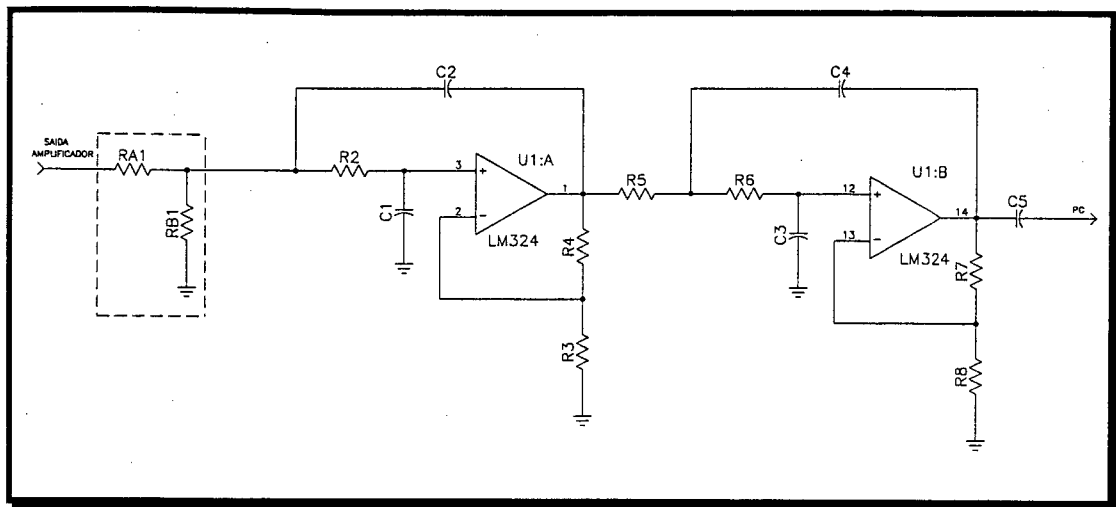 SAIDA
AMPLIFICADOR
RA1
RB1
C2
R2
C1
3
2
1
U1:A
LM324
R4
R3
R5
C4
R6
C3
12
13
14
U1:B
LM324
R7
R8
C5
PC